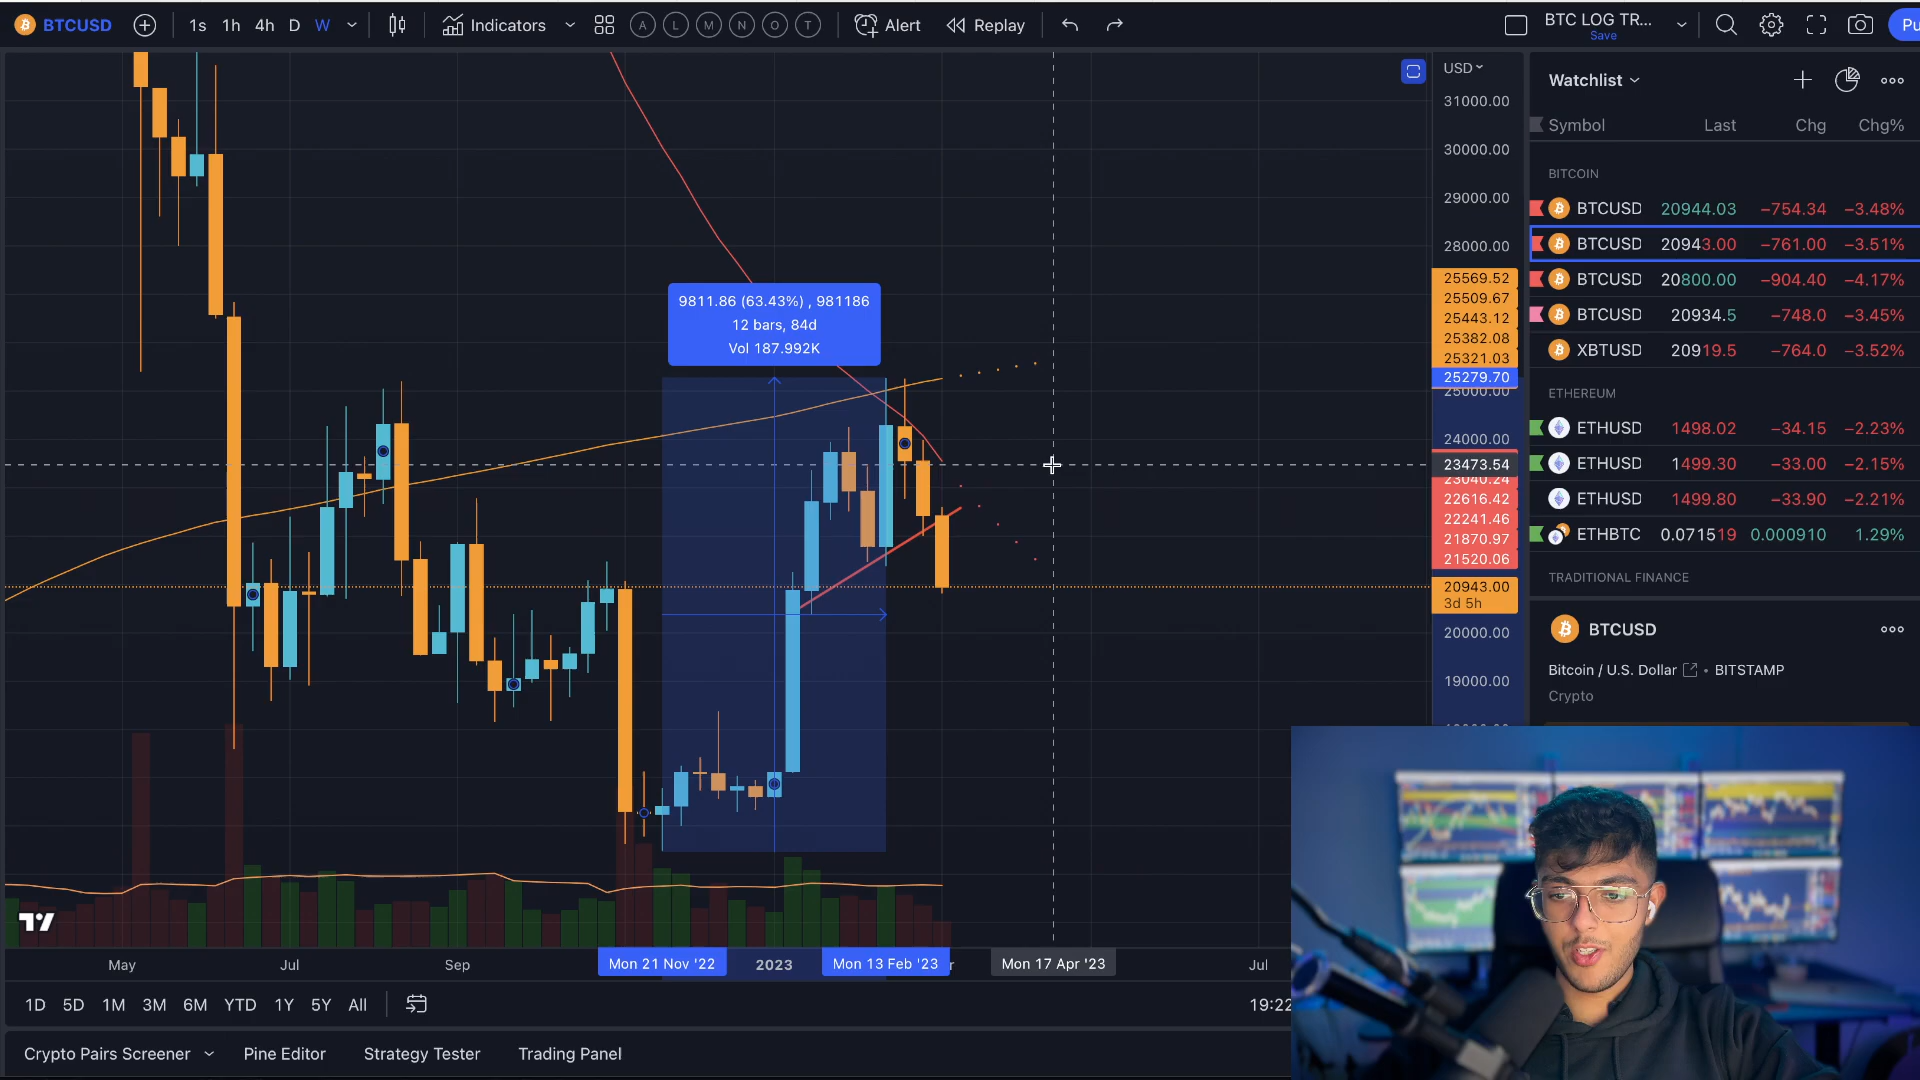 BTCUSD
1s 1h 4h D W
Indicators
A L M N O T
Alert
Replay
BTC LOG TR...
Save
Pu
USD
31000.00
30000.00
29000.00
28000.00
25569.52
25509.67
25443.12
25382.08
25321.03
25279.70
25000.00
24000.00
23473.54
23040.24
22616.42
22241.46
21870.97
21520.06
20943.00
3d 5h
20000.00
19000.00
9811.86 (63.43%) , 981186
12 bars, 84d
Vol 187.992K
May Jul Sep Mon 21 Nov '22 2023 Mon 13 Feb '23 r Mon 17 Apr '23 Jul
1D 5D 1M 3M 6M YTD 1Y 5Y All
19:22
Crypto Pairs Screener Pine Editor Strategy Tester Trading Panel
Watchlist
Symbol Last Chg Chg%
BITCOIN
BTCUSD 20944.03 −754.34 −3.48%
BTCUSD 20943.00 −761.00 −3.51%
BTCUSD 20800.00 −904.40 −4.17%
BTCUSD 20934.5 −748.0 −3.45%
XBTUSD 20919.5 −764.0 −3.52%
ETHEREUM
ETHUSD 1498.02 −34.15 −2.23%
ETHUSD 1499.30 −33.00 −2.15%
ETHUSD 1499.80 −33.90 −2.21%
ETHBTC 0.071519 0.000910 1.29%
TRADITIONAL FINANCE
BTCUSD
Bitcoin / U.S. Dollar • BITSTAMP
Crypto